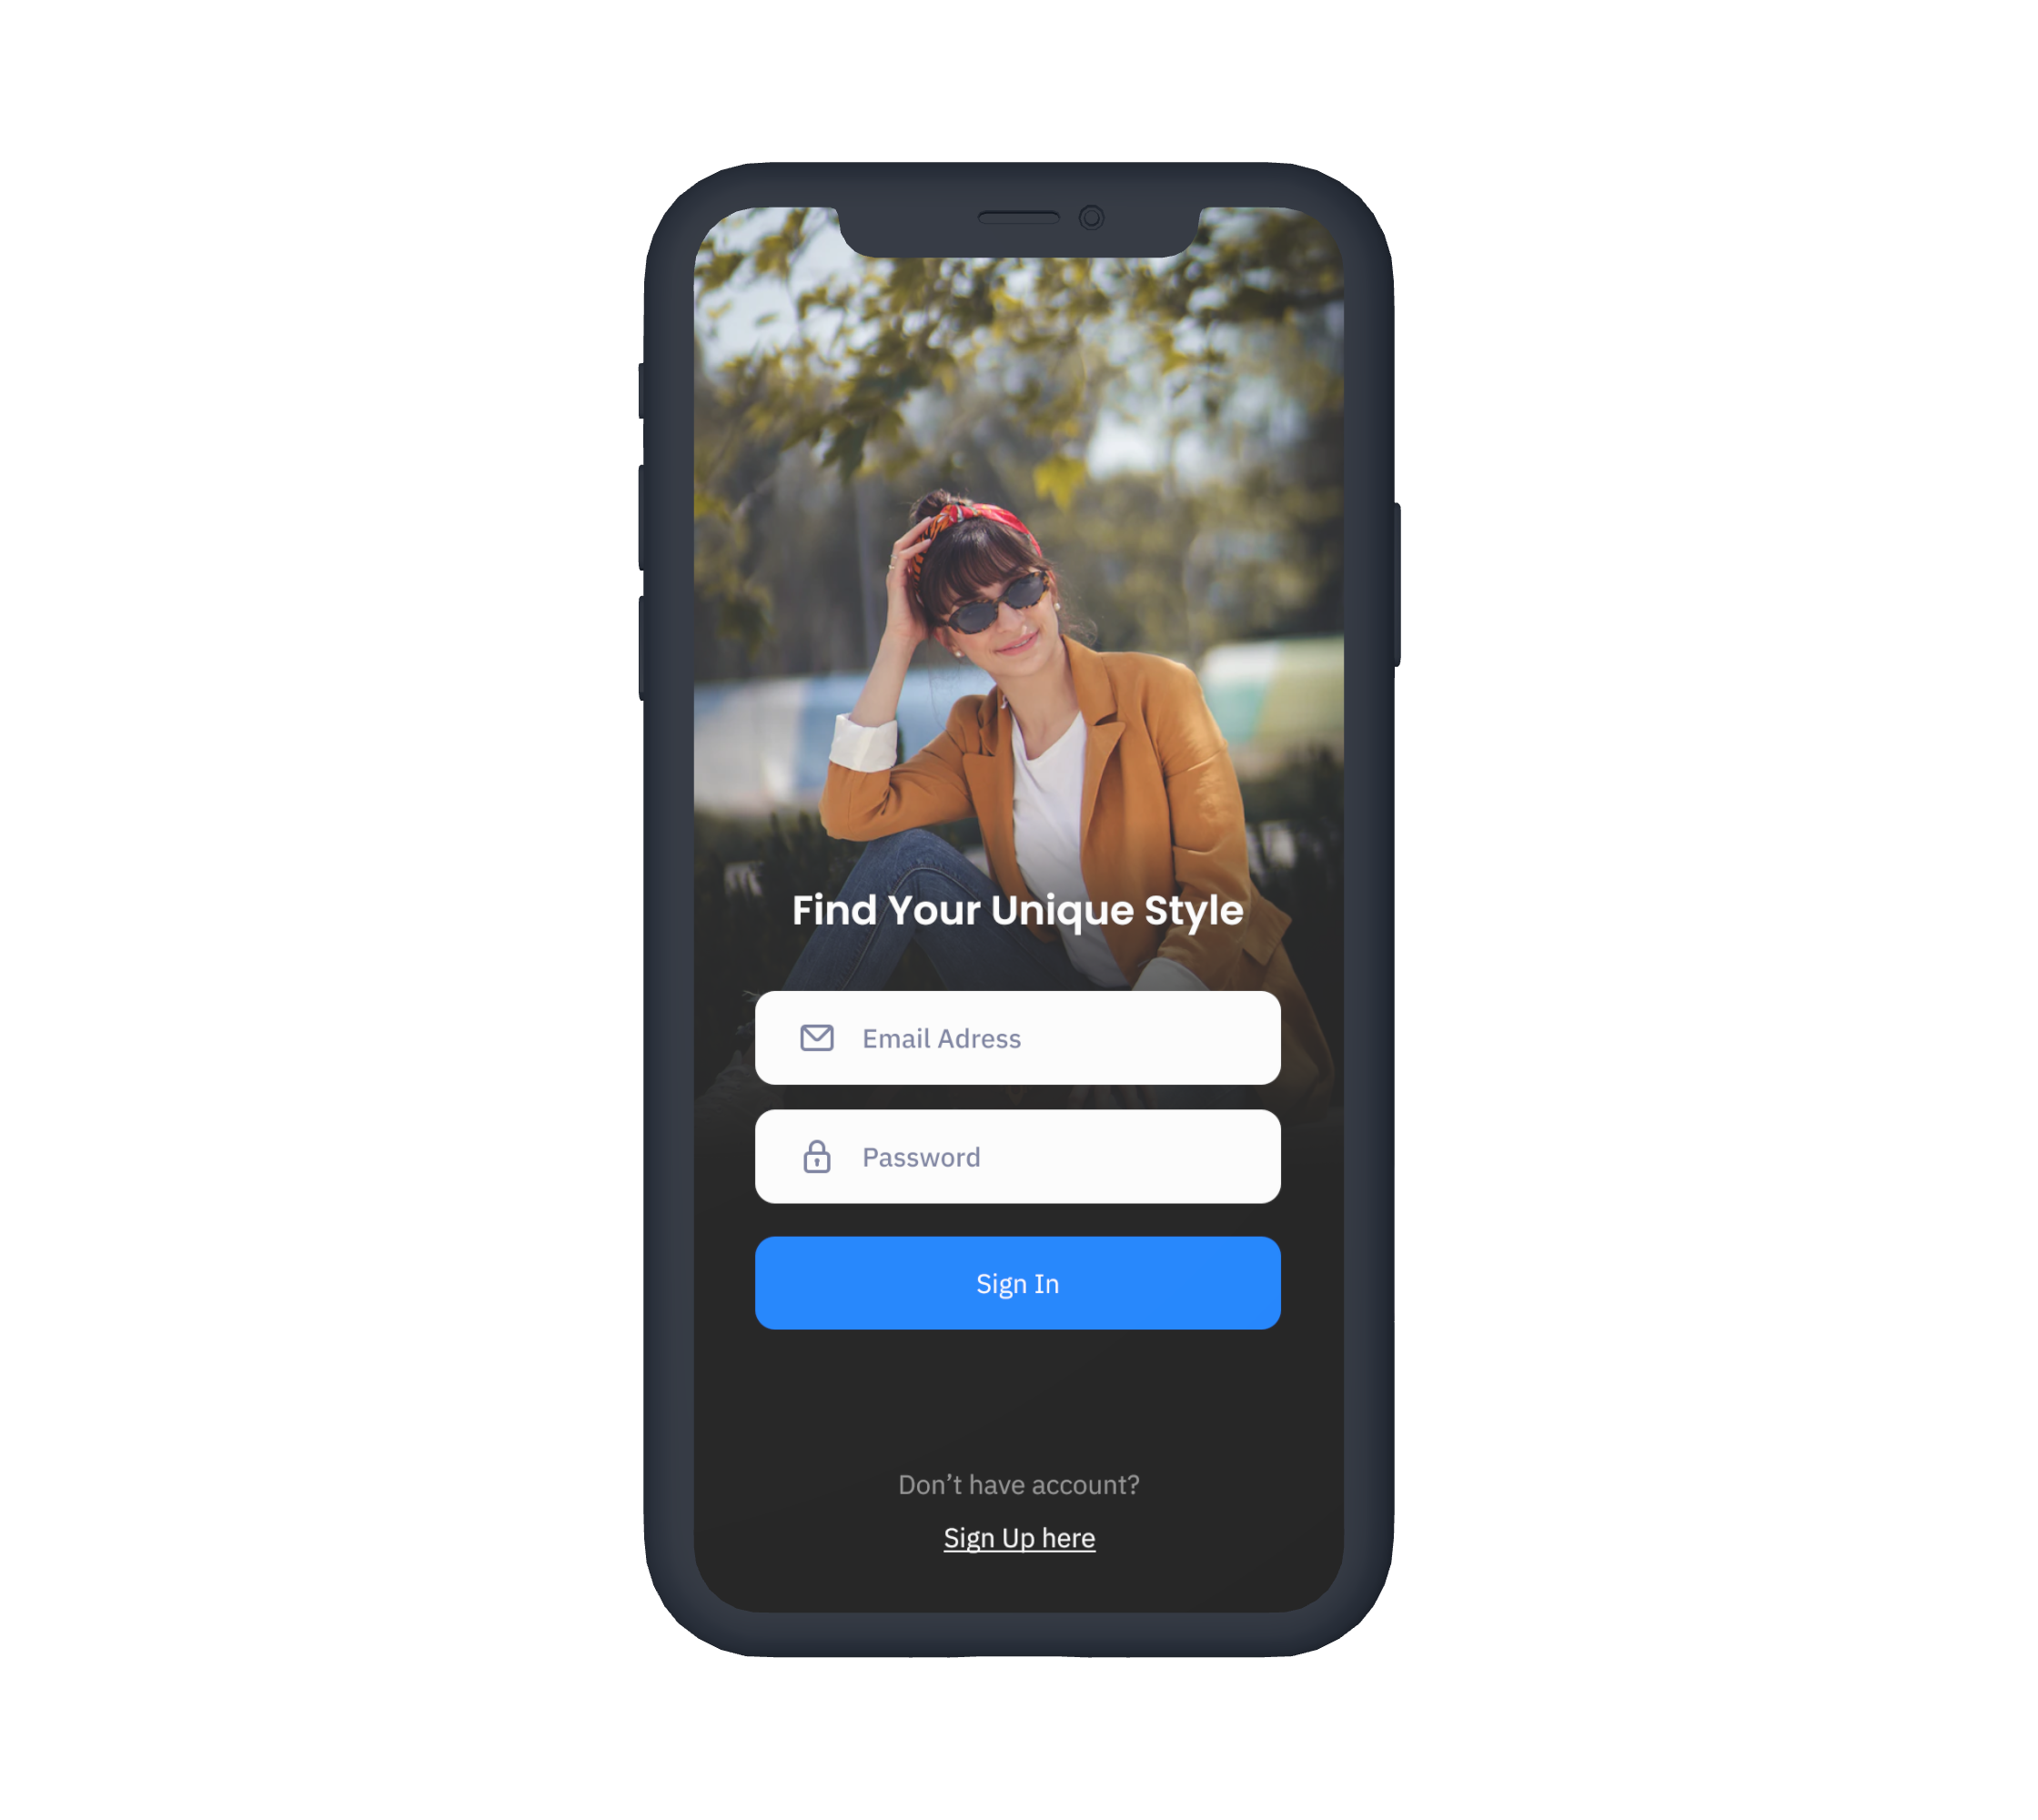 Find Your Unique Style
Email Adress
Password
Sign In
Don’t have account?
Sign Up here